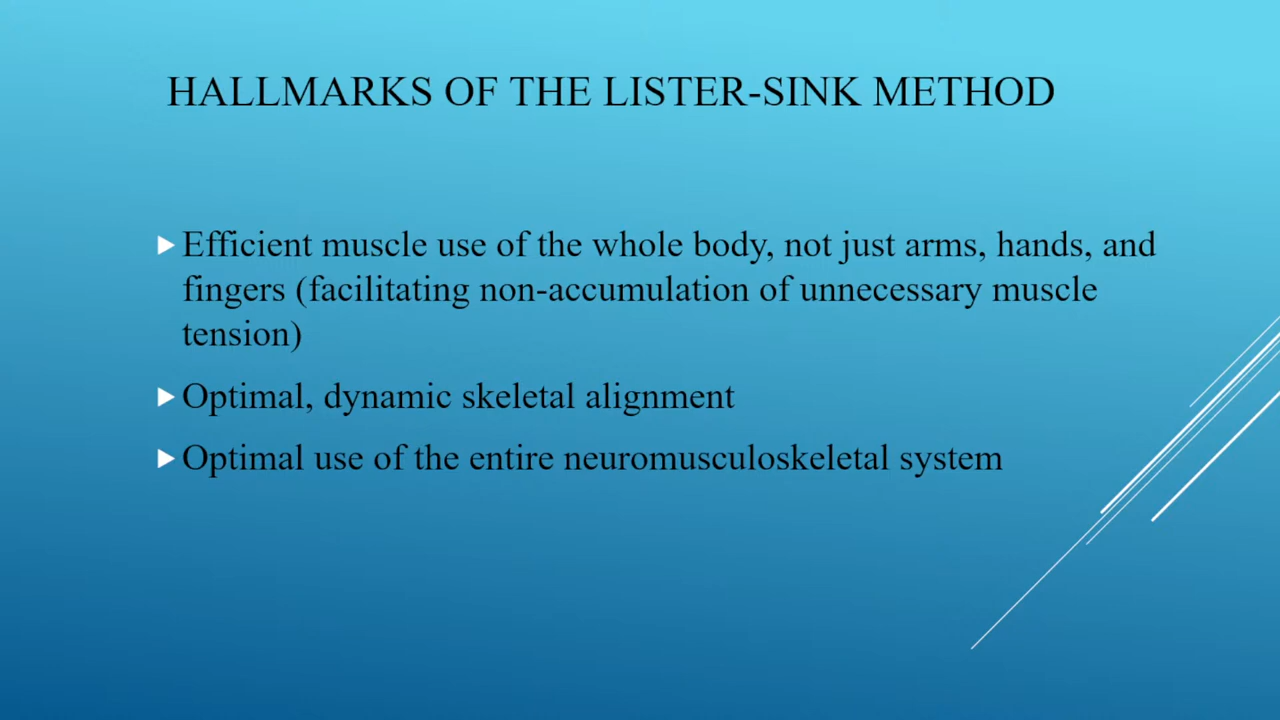 HALLMARKS OF THE LISTER-SINK METHOD
Efficient muscle use of the whole body, not just arms, hands, and
fingers (facilitating non-accumulation of unnecessary muscle
tension)
Optimal, dynamic skeletal alignment
Optimal use of the entire neuromusculoskeletal system